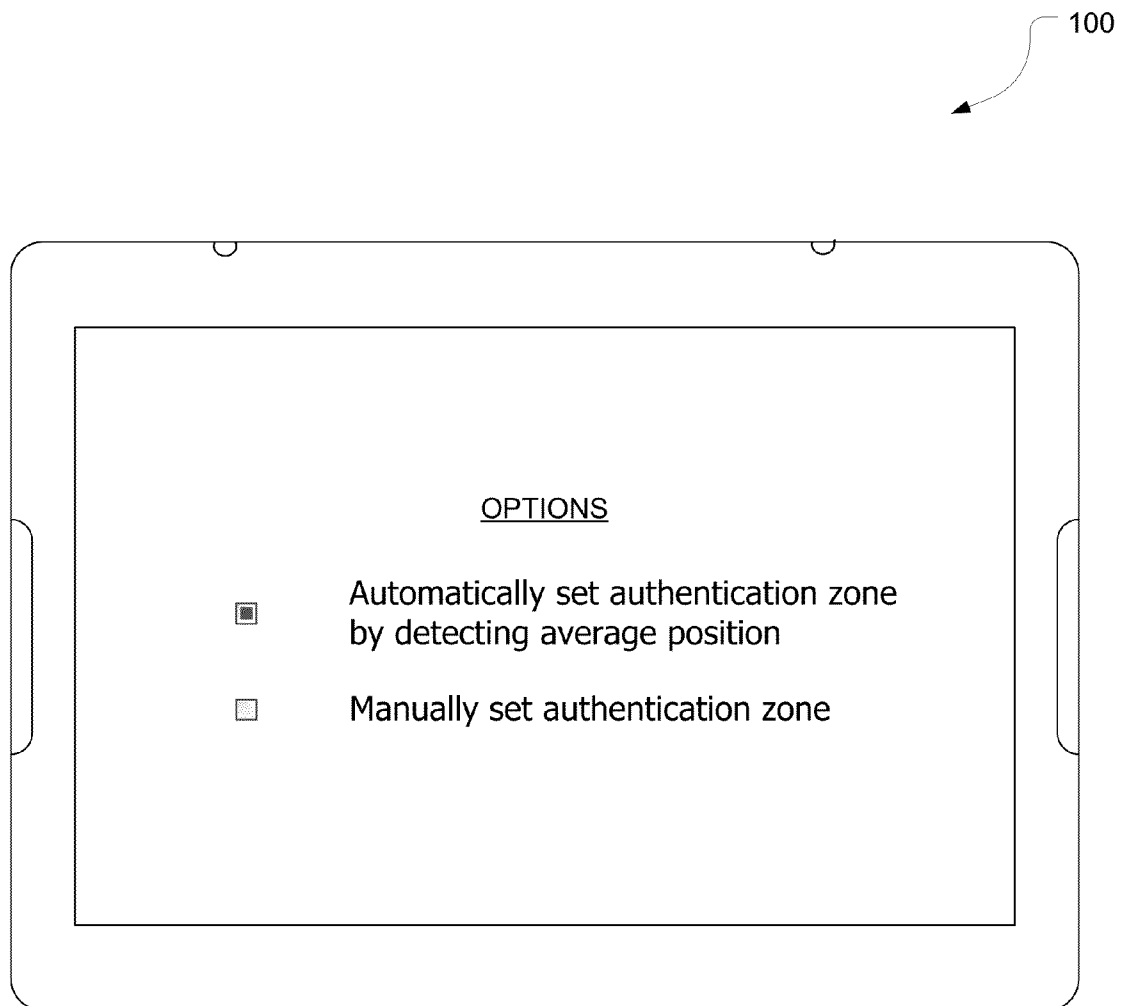 100
OPTIONS
Automatically set authentication zone
by detecting average position
Manually set authentication zone